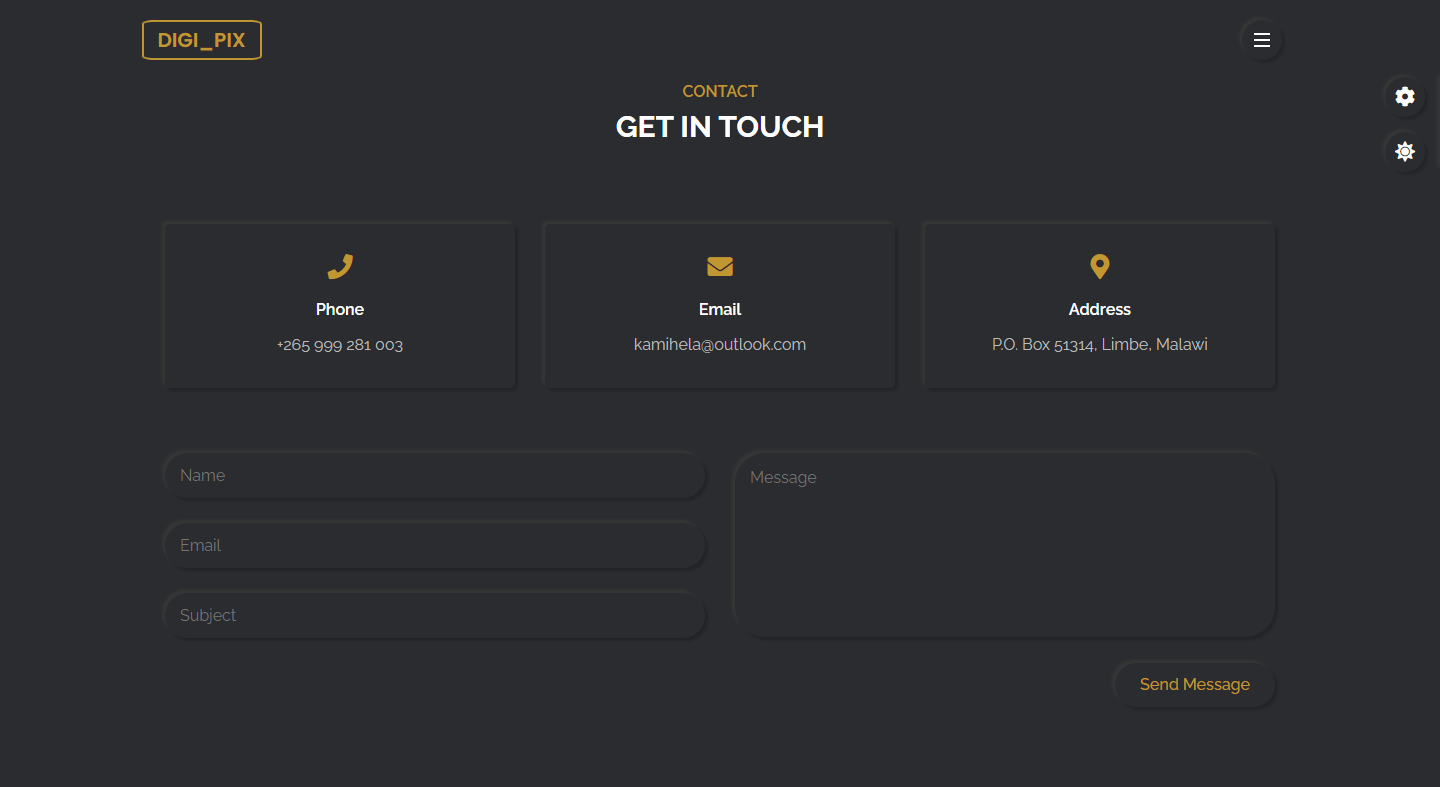 DIGI_PIX
CONTACT
GET IN TOUCH
Phone
+265 999 281 003
Email
kamihela@outlook.com
Address
P.O. Box 51314, Limbe, Malawi
Name
Email
Subject
Message
Send Message